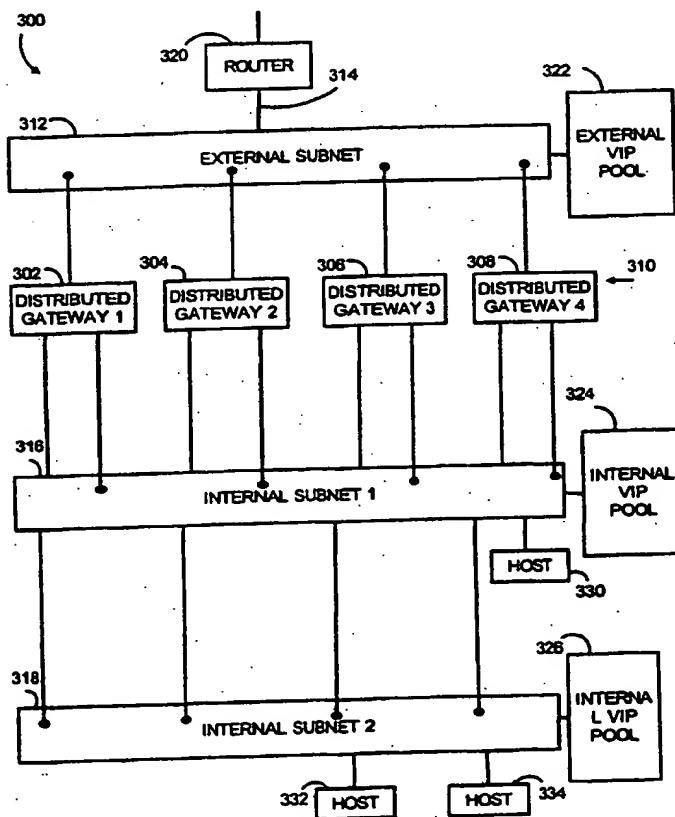 300
320
ROUTER
314
322
EXTERNAL
VIP
POOL
312
EXTERNAL SUBNET
302
304
306
308
310
DISTRIBUTED
GATEWAY 1
DISTRIBUTED
GATEWAY 2
DISTRIBUTED
GATEWAY 3
DISTRIBUTED
GATEWAY 4
324
INTERNAL
VIP
POOL
316
INTERNAL SUBNET 1
HOST
330
326
INTERNA
L VIP
POOL
318
INTERNAL SUBNET 2
332
HOST
HOST
334